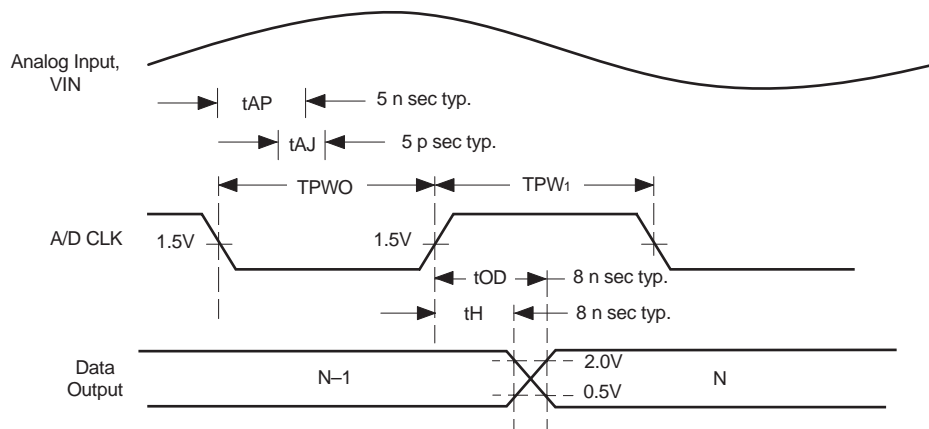 Analog Input,
VIN
tAP
5 n sec typ.
tAJ
5 p sec typ.
TPWO
TPW1
A/D CLK
1.5V
1.5V
tOD
8 n sec typ.
tH
8 n sec typ.
Data
Output
N–1
2.0V
0.5V
N